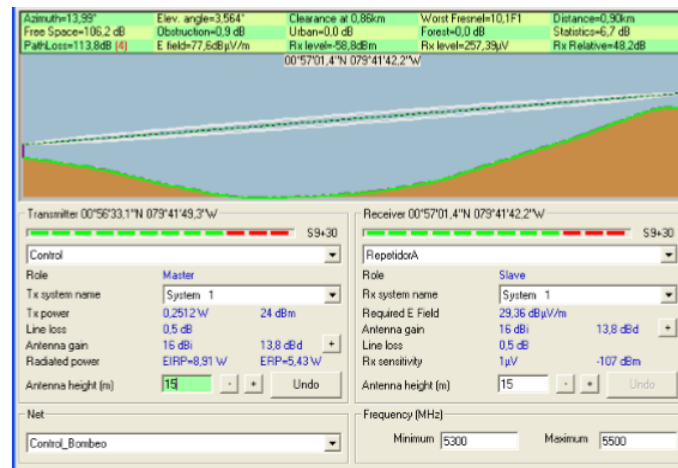 Azimuth=13,99° Elev. angle=3,564° Clearance at 0,86km Worst Fresnel=10,1F1 Distance=0,90km
Free Space=106,2 dB Obstruction=0,9 dB Urban=0,0 dB Forest=0,0 dB Statistics=6,7 dB
PathLoss=113,8dB (4) E field=77,6dBµV/m Rx level=-58,8dBm Rx level=257,39µV Rx Relative=48,2dB
00°57'01,4"N 079°41'42,2"W
Transmitter 00°56'33,1"N 079°41'49,3"W
S9+30
Control
Role Master
Tx system name System 1
Tx power 0,2512 W 24 dBm
Line loss 0,5 dB
Antenna gain 16 dBi 13,8 dBd +
Radiated power EIRP=8,91 W ERP=5,43 W
Antenna height (m) 15 - + Undo
Net
Control_Bombeo
Receiver 00°57'01,4"N 079°41'42,2"W
S9+30
RepetidorA
Role Slave
Rx system name System 1
Required E Field 29,36 dBµV/m
Antenna gain 16 dBi 13,8 dBd +
Line loss 0,5 dB
Rx sensitivity 1µV -107 dBm
Antenna height (m) 15 - + Undo
Frequency (MHz)
Minimum 5300 Maximum 5500